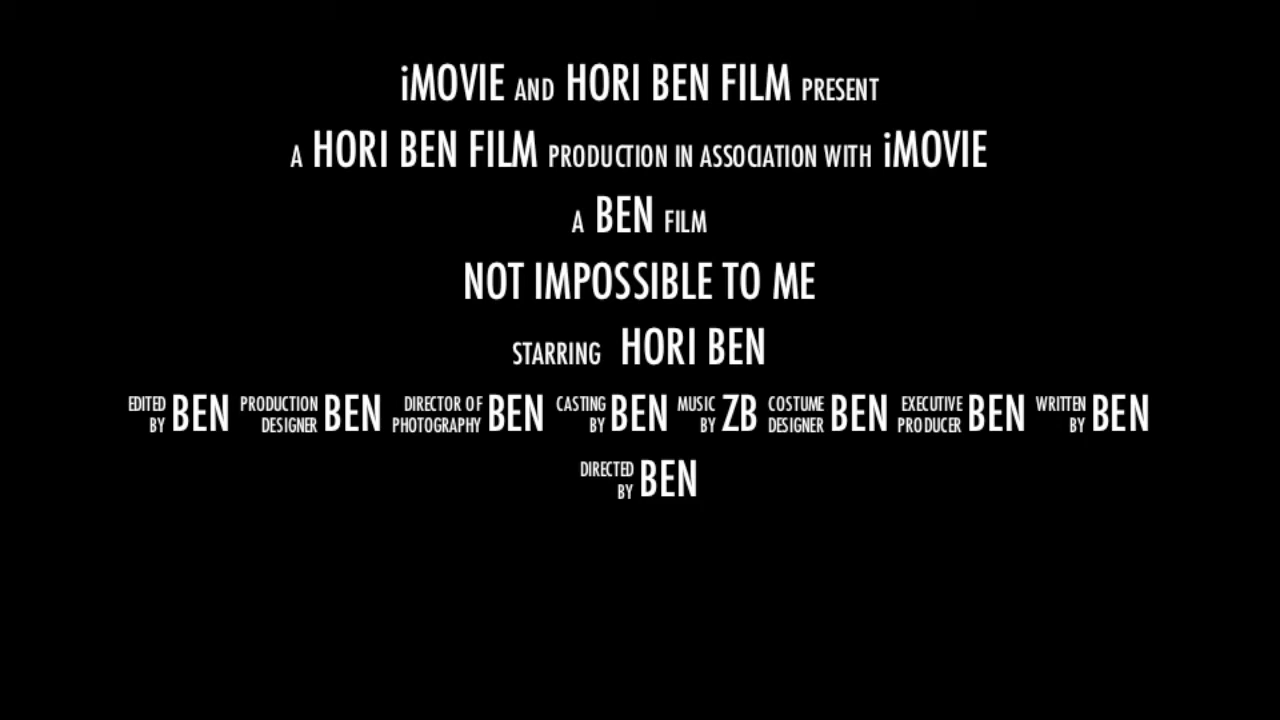 iMOVIE AND HORI BEN FILM PRESENT
A HORI BEN FILM PRODUCTION IN ASSOCIATION WITH iMOVIE
A BEN FILM
NOT IMPOSSIBLE TO ME
STARRING HORI BEN
EDITED BY BEN PRODUCTION DESIGNER BEN DIRECTOR OF PHOTOGRAPHY BEN CASTING BY BEN MUSIC BY ZB COSTUME DESIGNER BEN EXECUTIVE PRODUCER BEN WRITTEN BY BEN
DIRECTED BY BEN